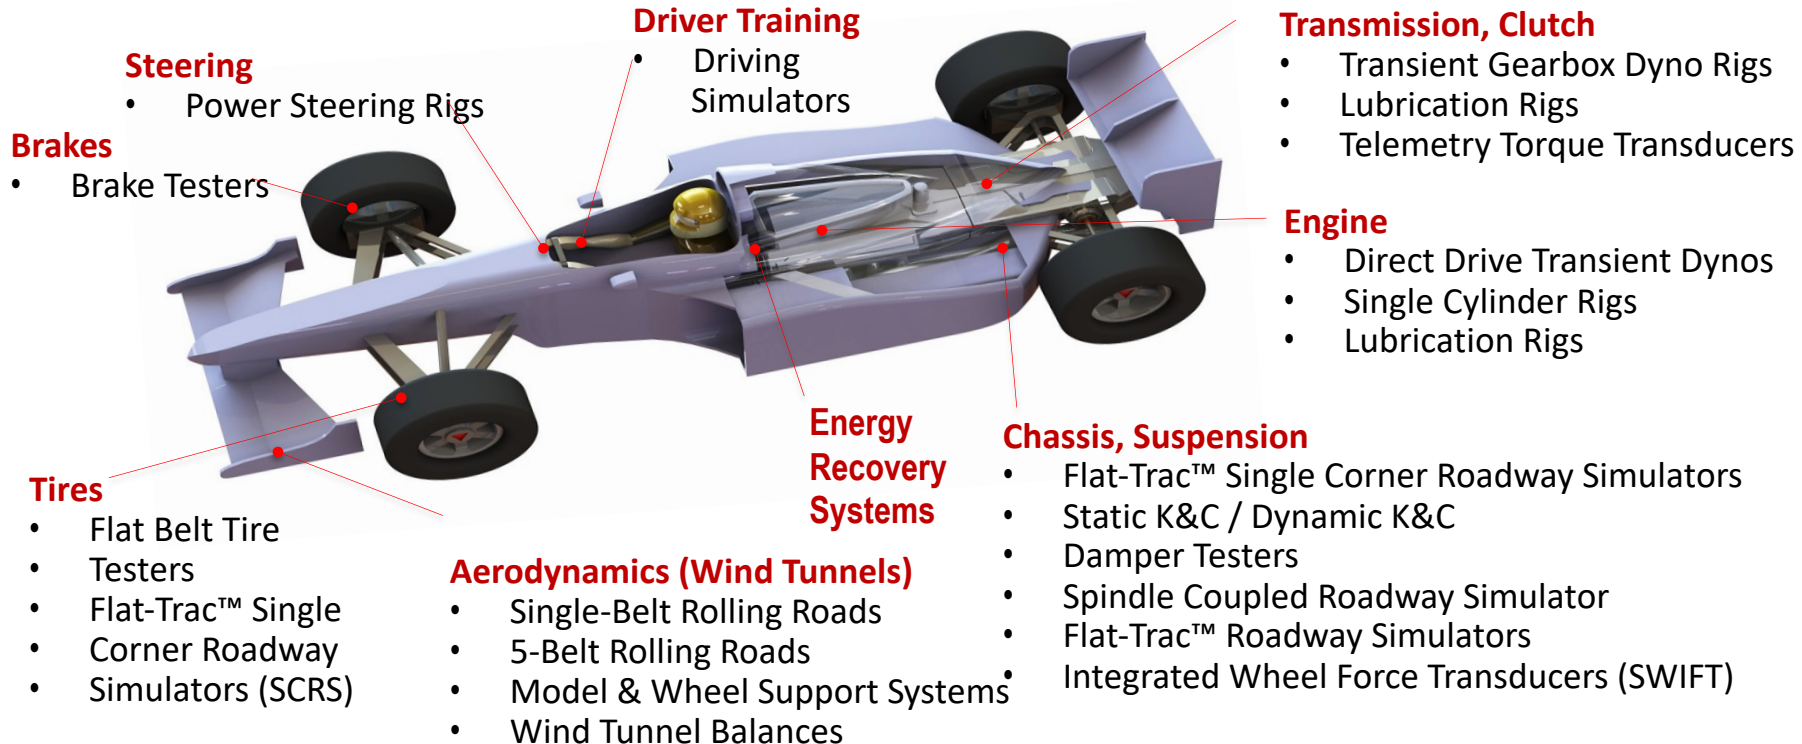 Driver Training
• Driving
Simulators
Steering
• Power Steering Rigs
Brakes
• Brake Testers
Transmission, Clutch
• Transient Gearbox Dyno Rigs
• Lubrication Rigs
• Telemetry Torque Transducers
Engine
• Direct Drive Transient Dynos
• Single Cylinder Rigs
• Lubrication Rigs
Tires
• Flat Belt Tire
• Testers
• Flat-Trac™ Single
• Corner Roadway
• Simulators (SCRS)
Aerodynamics (Wind Tunnels)
• Single-Belt Rolling Roads
• 5-Belt Rolling Roads
• Model & Wheel Support Systems
• Wind Tunnel Balances
Energy
Recovery
Systems
Chassis, Suspension
• Flat-Trac™ Single Corner Roadway Simulators
• Static K&C / Dynamic K&C
• Damper Testers
• Spindle Coupled Roadway Simulator
• Flat-Trac™ Roadway Simulators
• Integrated Wheel Force Transducers (SWIFT)